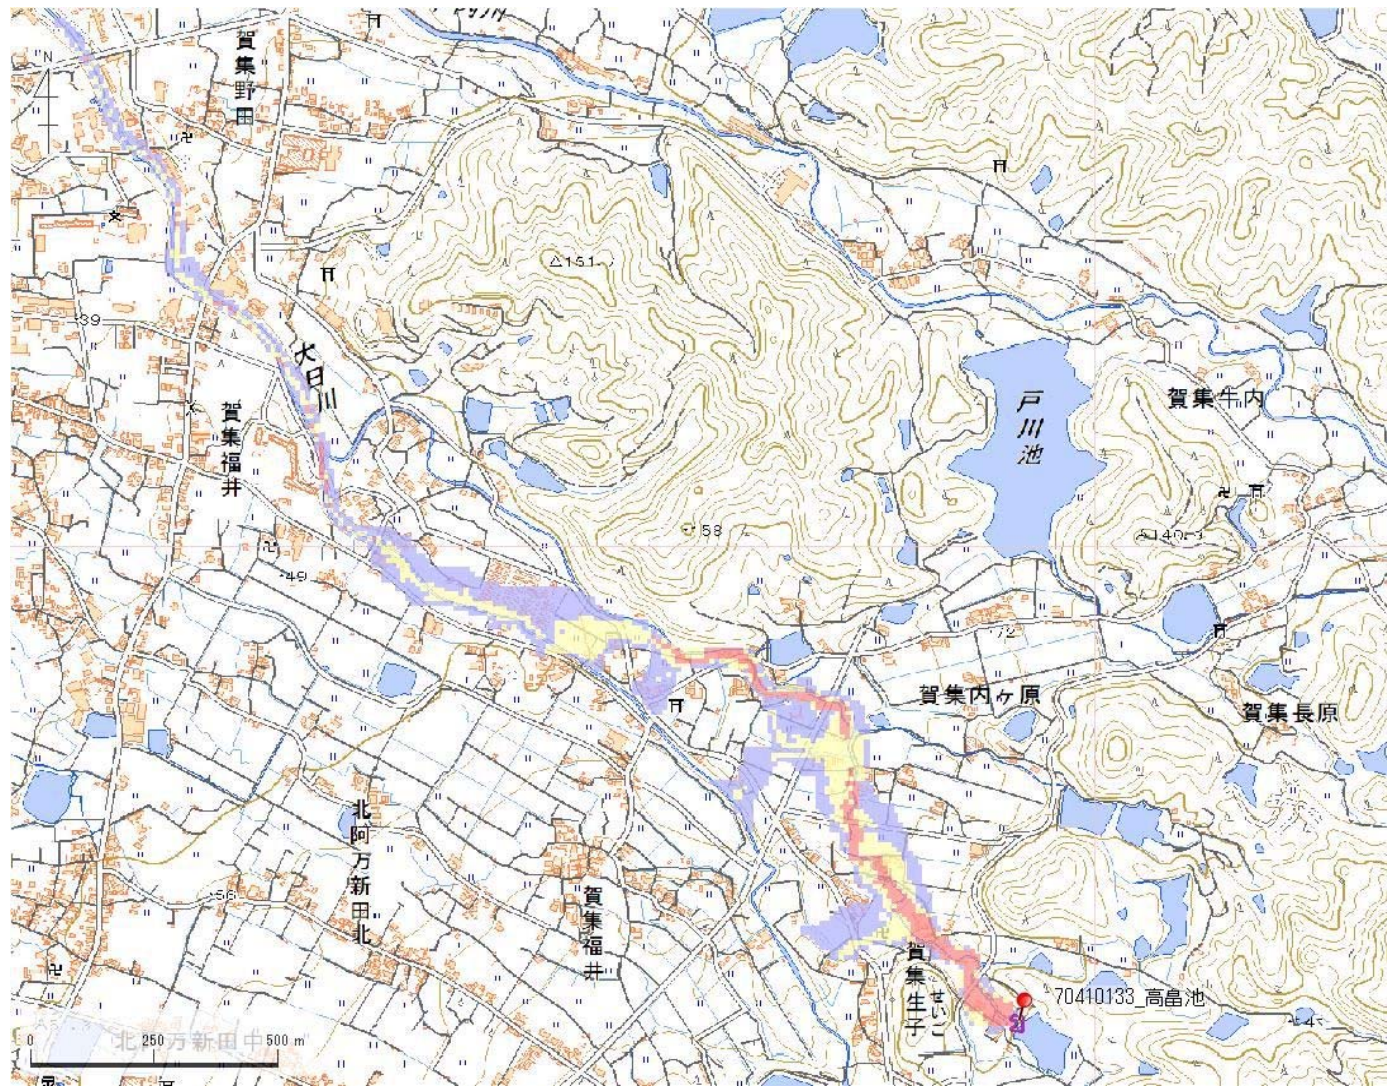 賀集野田
N
151.
39
大日川
賀集福井
戸川池
賀集牛内
158
140.9
49
72
賀集内ヶ原
賀集長原
北阿万新田北
56
賀集福井
賀集生子
せいこ
70410133_高畠池
北阿万新田中
0 250 500 m